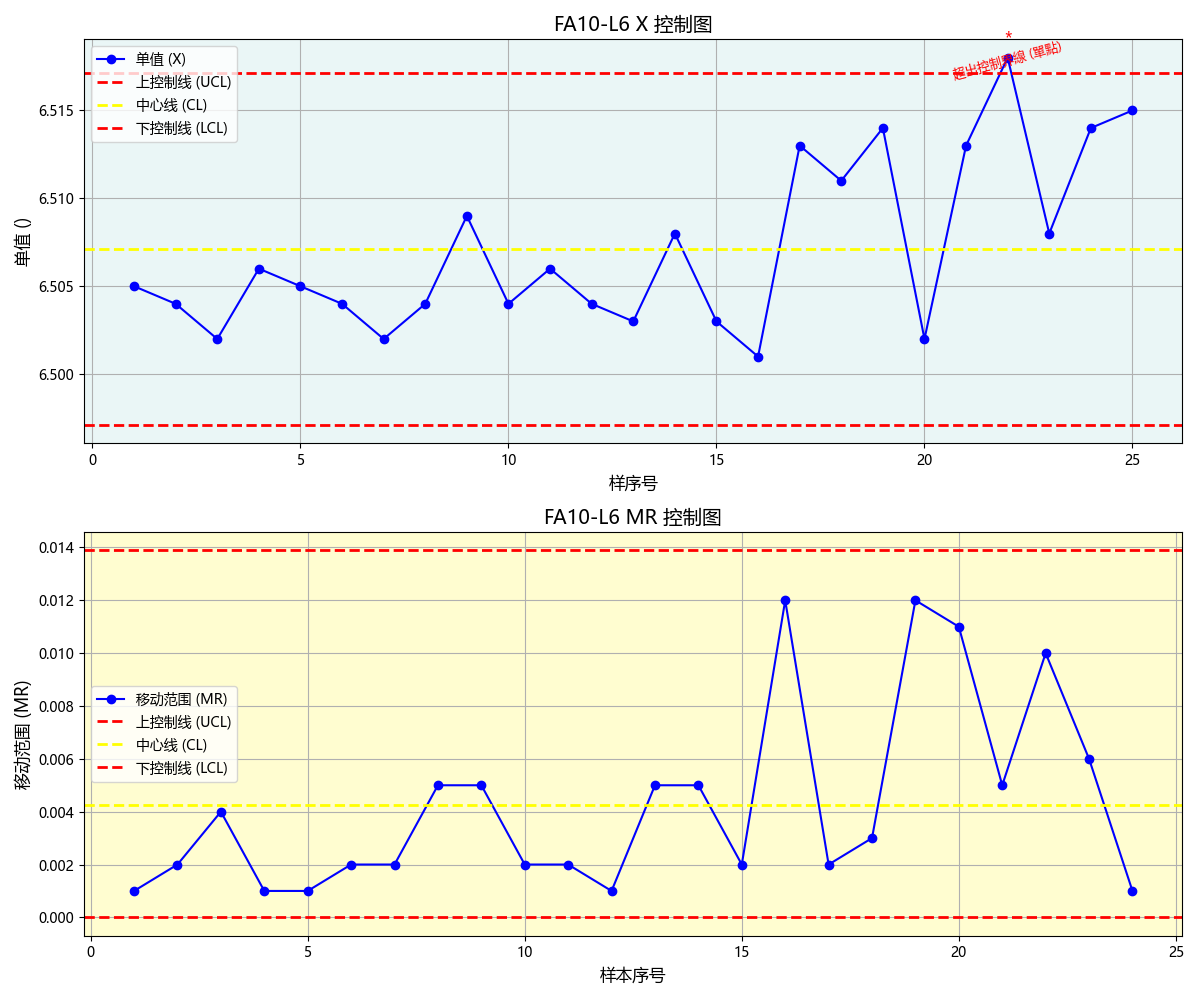 FA10-L6 X 控制图
*
超出控制界線 (單點)
单值 (X)
上控制线 (UCL)
中心线 (CL)
下控制线 (LCL)
单值 ()
6.515
6.510
6.505
6.500
0 5 10 15 20 25
样序号
FA10-L6 MR 控制图
移动范围 (MR)
上控制线 (UCL)
中心线 (CL)
下控制线 (LCL)
移动范围 (MR)
0.014
0.012
0.010
0.008
0.006
0.004
0.002
0.000
0 5 10 15 20 25
样本序号